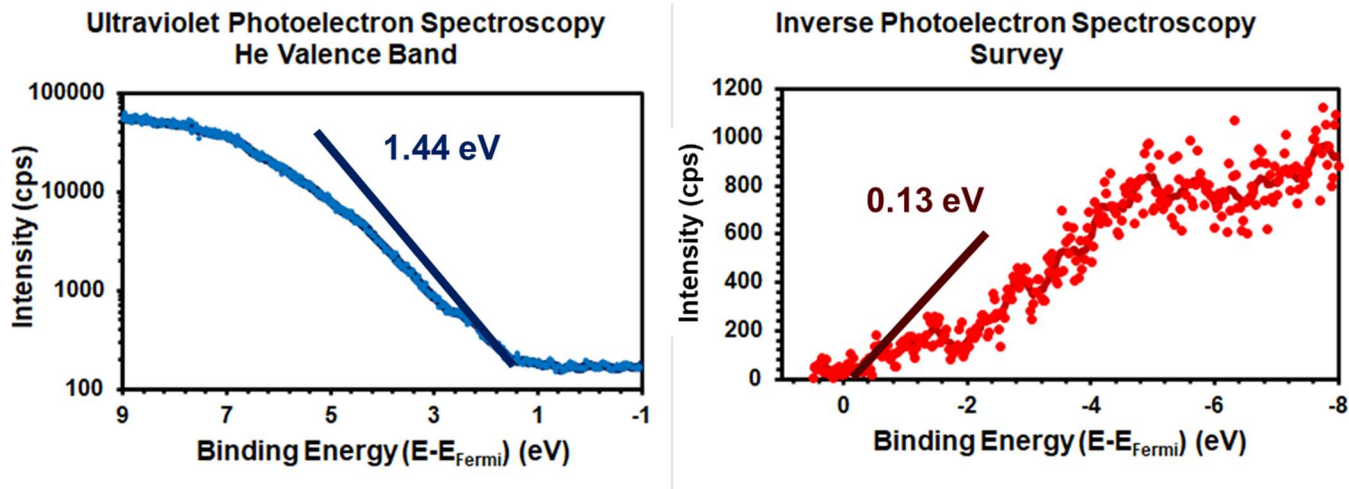 Ultraviolet Photoelectron Spectroscopy
He Valence Band
100000
10000
1000
100
Intensity (cps)
1.44 eV
9 7 5 3 1 -1
Binding Energy (E-E_Fermi) (eV)
Inverse Photoelectron Spectroscopy
Survey
1200
1000
800
600
400
200
0
Intensity (cps)
0.13 eV
0 -2 -4 -6 -8
Binding Energy (E-E_Fermi) (eV)